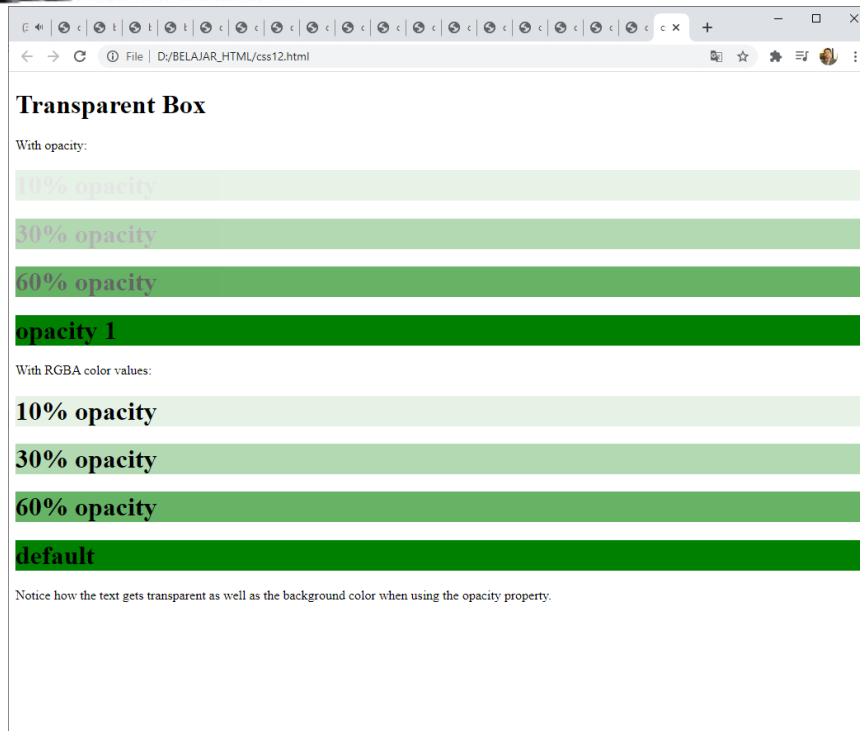 File | D:/BELAJAR_HTML/css12.html
Transparent Box
With opacity:
10% opacity
30% opacity
60% opacity
opacity 1
With RGBA color values:
10% opacity
30% opacity
60% opacity
default
Notice how the text gets transparent as well as the background color when using the opacity property.